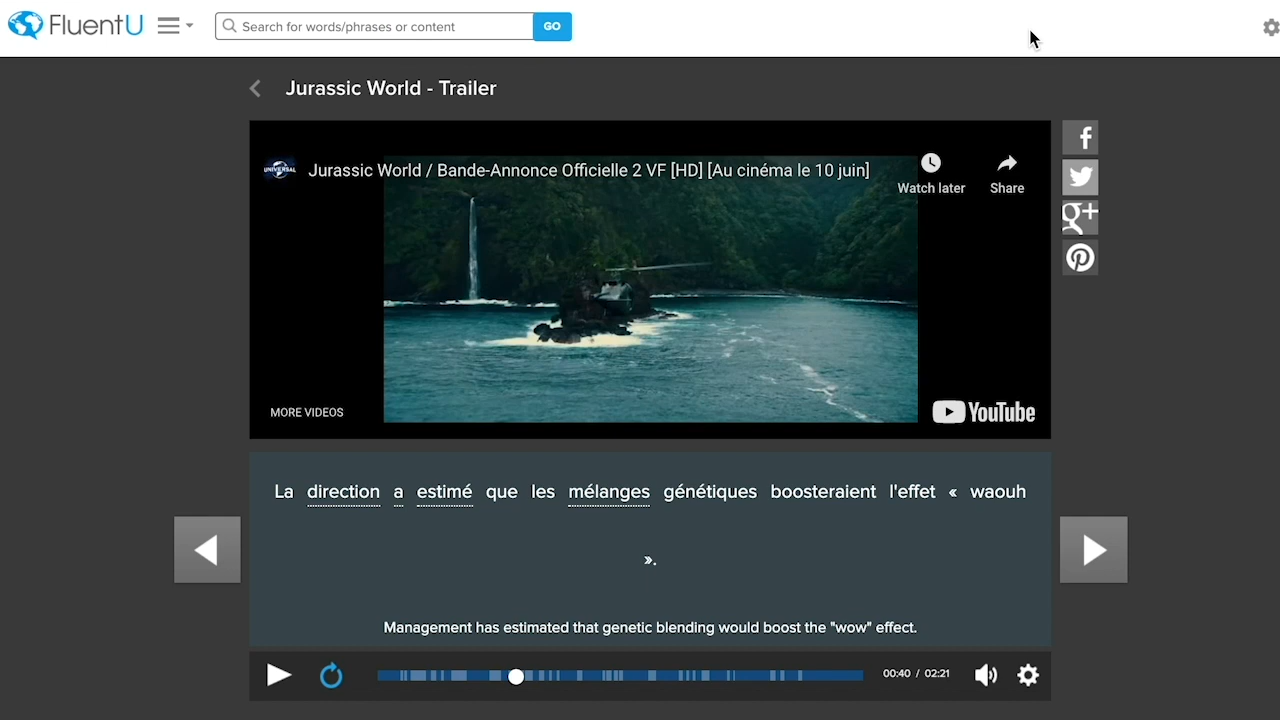 FluentU
Search for words/phrases or content
GO
Jurassic World - Trailer
UNIVERSAL
Jurassic World / Bande-Annonce Officielle 2 VF [HD] [Au cinéma le 10 juin]
Watch later
Share
MORE VIDEOS
YouTube
La direction a estimé que les mélanges génétiques boosteraient l'effet « waouh
».
Management has estimated that genetic blending would boost the "wow" effect.
00:40 / 02:21